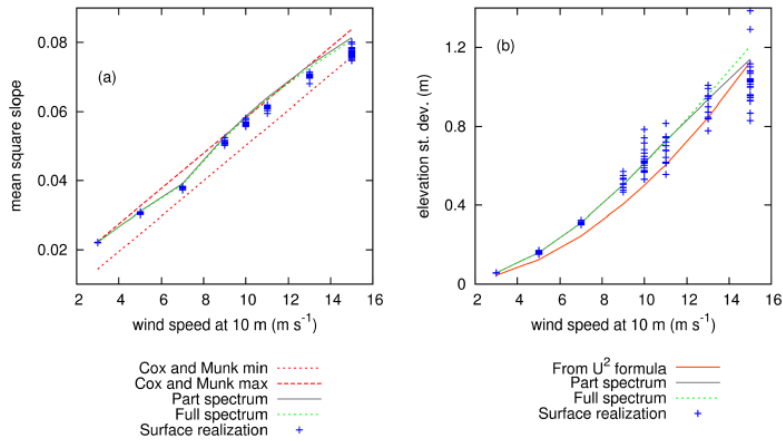 (a)
mean square slope
0.08
0.06
0.04
0.02
2 4 6 8 10 12 14 16
wind speed at 10 m (m s-1)
Cox and Munk min
Cox and Munk max
Part spectrum
Full spectrum
Surface realization
(b)
elevation st. dev. (m)
1.2
0.8
0.4
0
2 4 6 8 10 12 14 16
wind speed at 10 m (m s-1)
From U2 formula
Part spectrum
Full spectrum
Surface realization